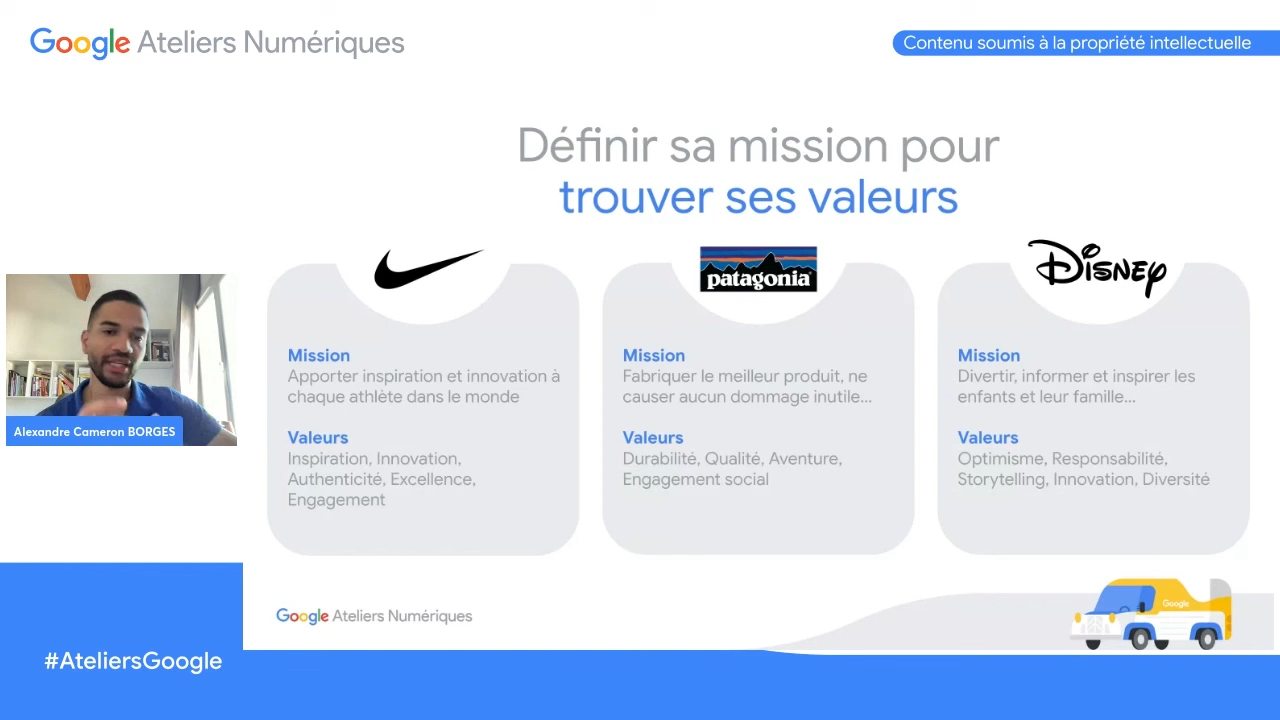 Google Ateliers Numériques
Contenu soumis à la propriété intellectuelle
Définir sa mission pour
trouver ses valeurs
patagonia
Disney
Mission
Apporter inspiration et innovation à
chaque athlète dans le monde
Valeurs
Inspiration, Innovation,
Authenticité, Excellence,
Engagement
Mission
Fabriquer le meilleur produit, ne
causer aucun dommage inutile...
Valeurs
Durabilité, Qualité, Aventure,
Engagement social
Mission
Divertir, informer et inspirer les
enfants et leur famille...
Valeurs
Optimisme, Responsabilité,
Storytelling, Innovation, Diversité
Alexandre Cameron BORGES
Google Ateliers Numériques
Google
#AteliersGoogle